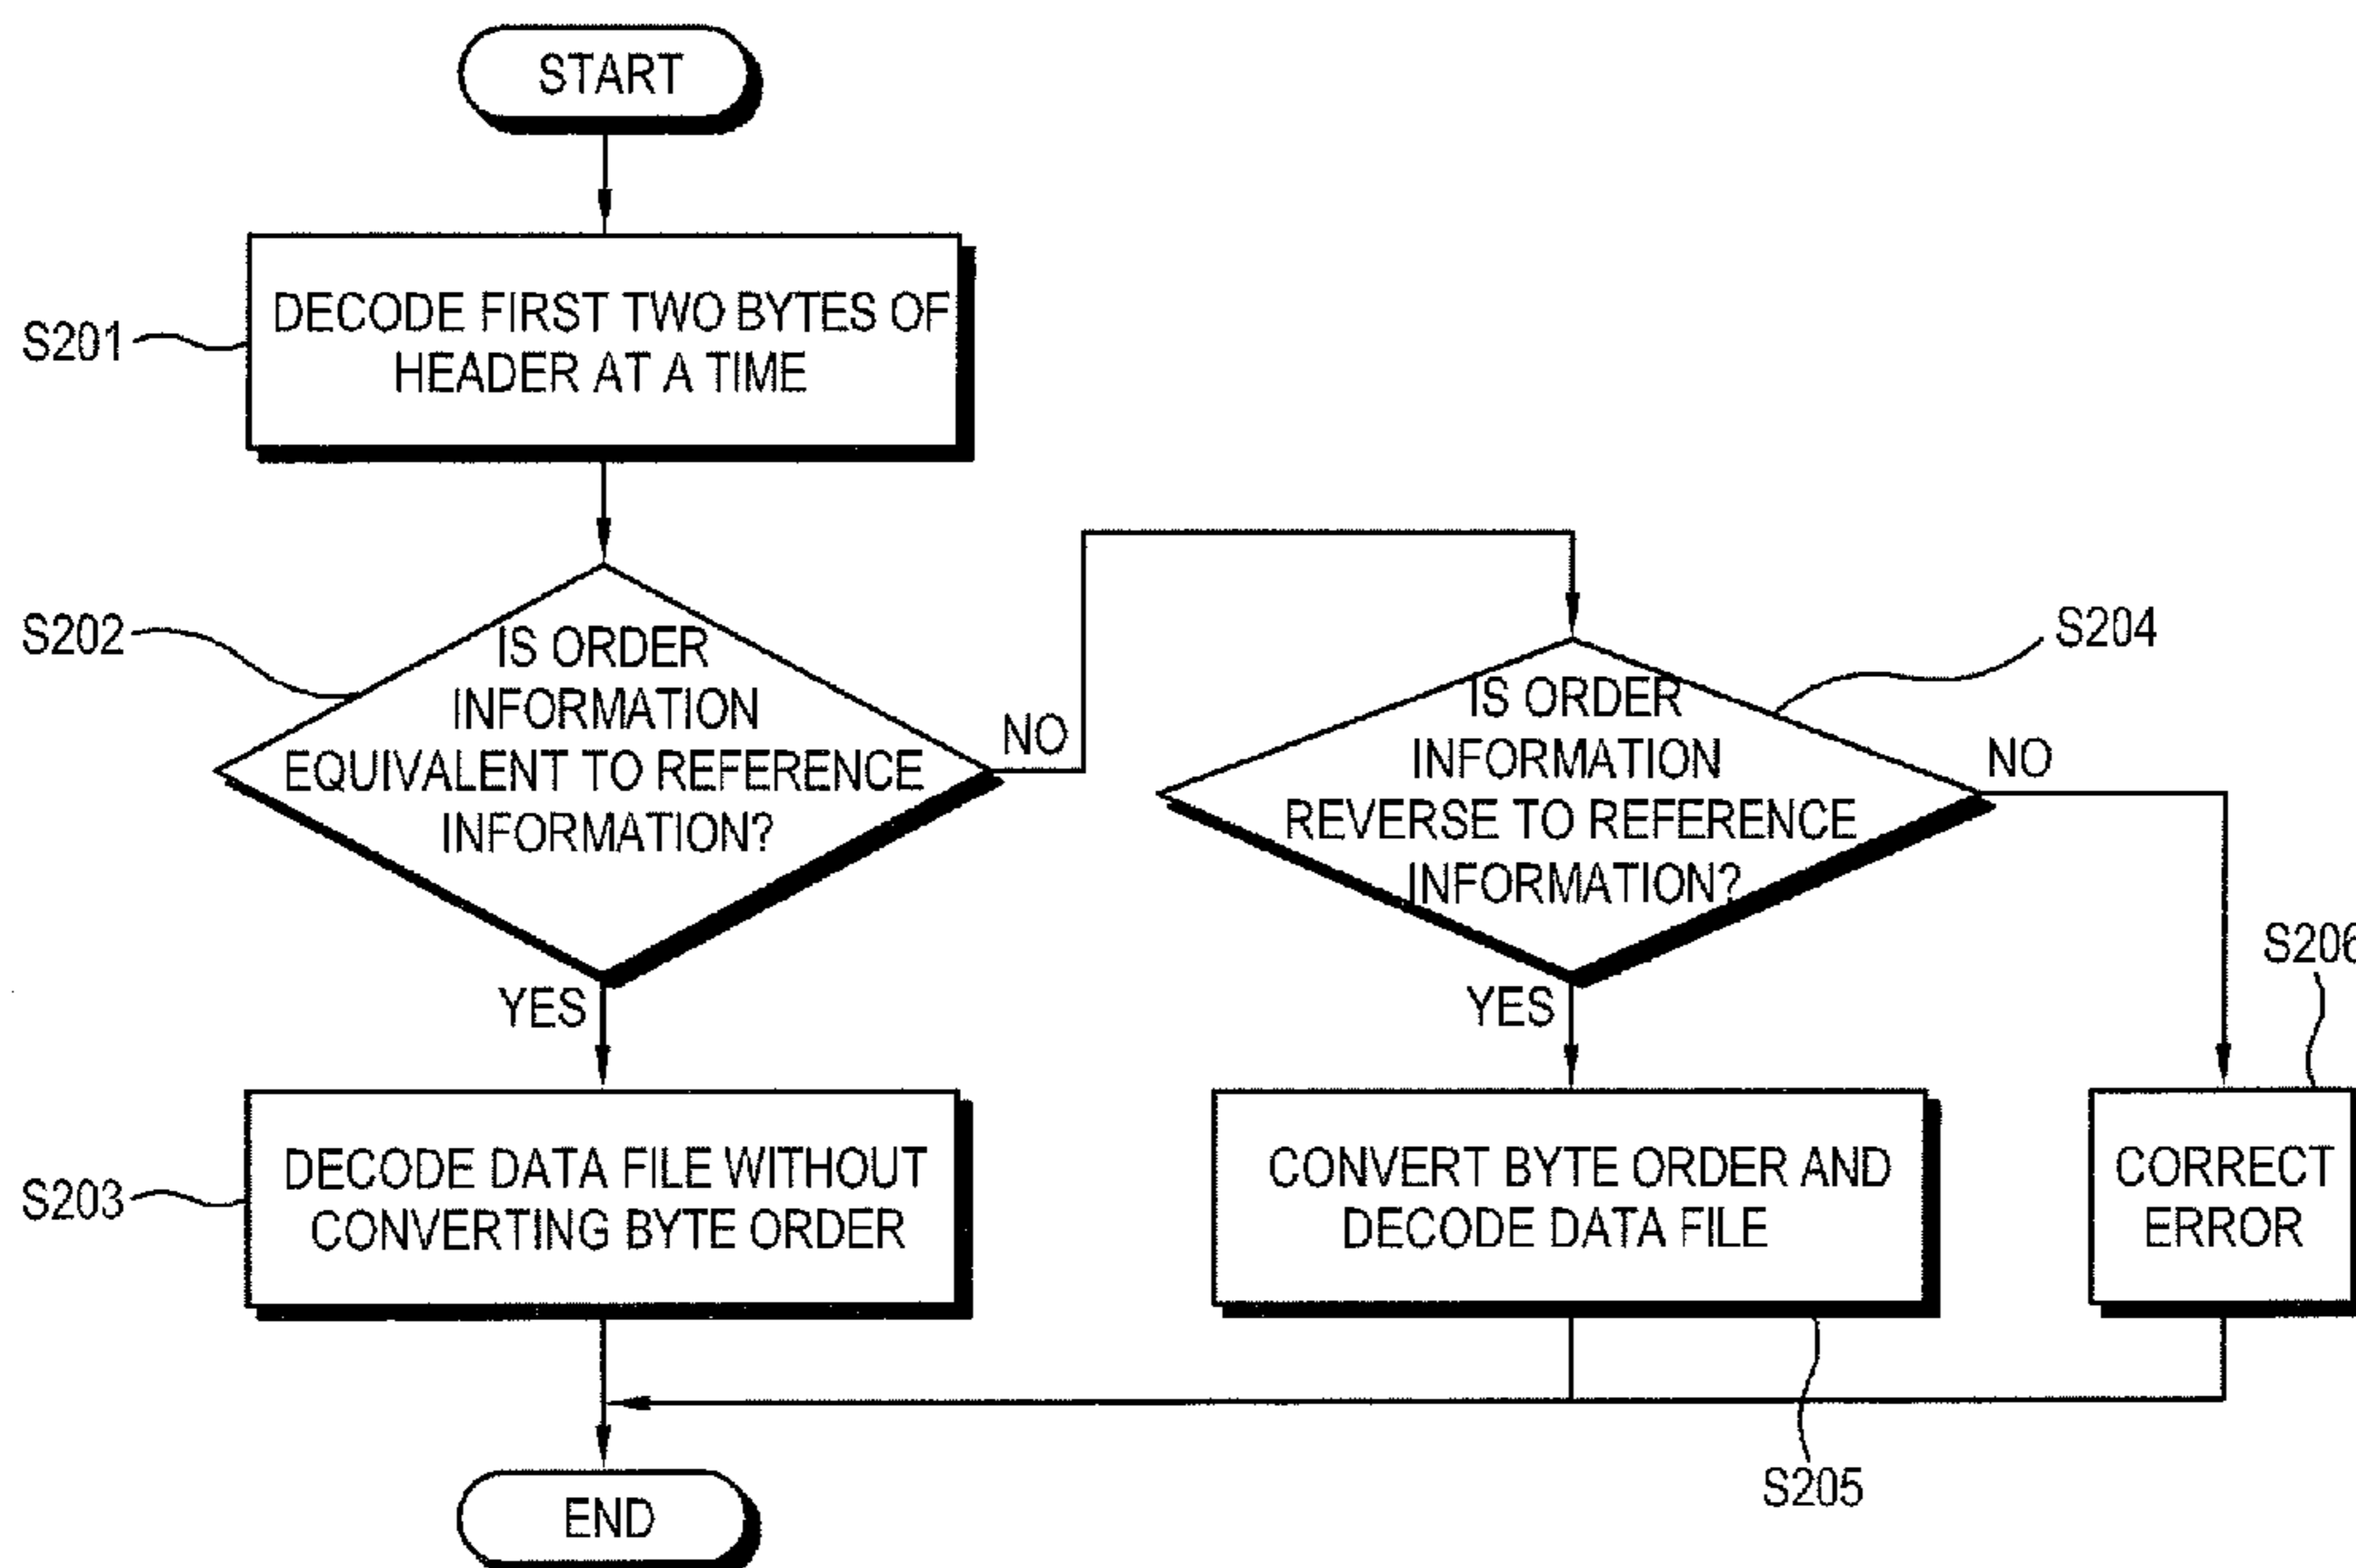 START
S201
DECODE FIRST TWO BYTES OF
HEADER AT A TIME
S202
IS ORDER
INFORMATION
EQUIVALENT TO REFERENCE
INFORMATION?
NO
YES
S204
IS ORDER
INFORMATION
REVERSE TO REFERENCE
INFORMATION?
NO
YES
S203
DECODE DATA FILE WITHOUT
CONVERTING BYTE ORDER
CONVERT BYTE ORDER AND
DECODE DATA FILE
S205
S206
CORRECT
ERROR
END